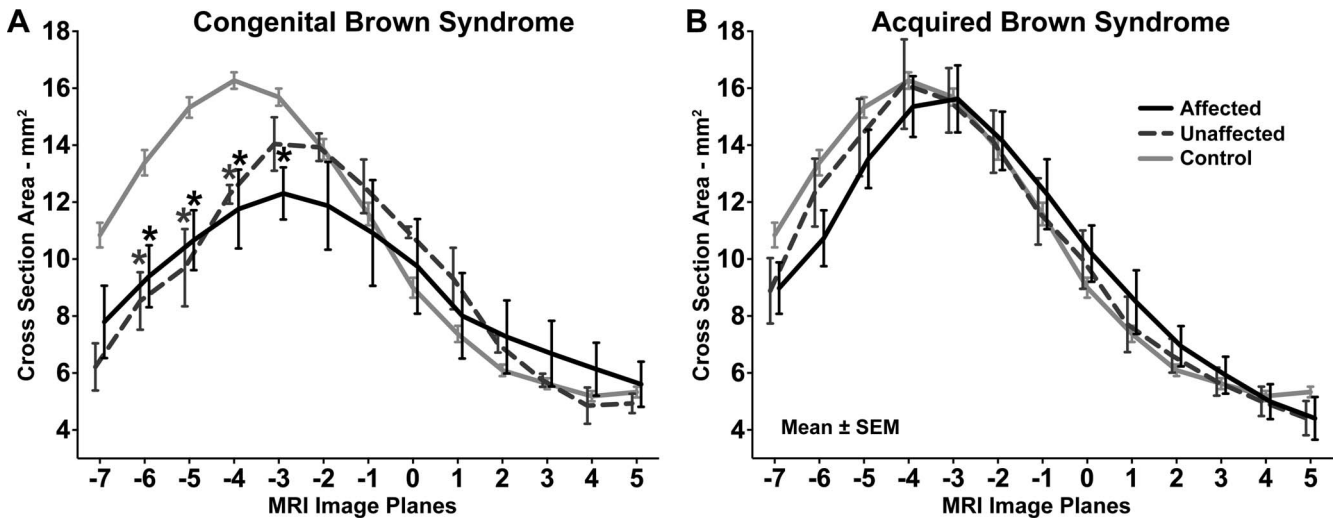 A
Congenital Brown Syndrome
18
16
14
12
10
8
6
4
Cross Section Area - mm²
* * * * * * *
-7 -6 -5 -4 -3 -2 -1 0 1 2 3 4 5
MRI Image Planes
B
Acquired Brown Syndrome
18
16
14
12
10
8
6
4
Cross Section Area - mm²
Affected
Unaffected
Control
Mean ± SEM
-7 -6 -5 -4 -3 -2 -1 0 1 2 3 4 5
MRI Image Planes